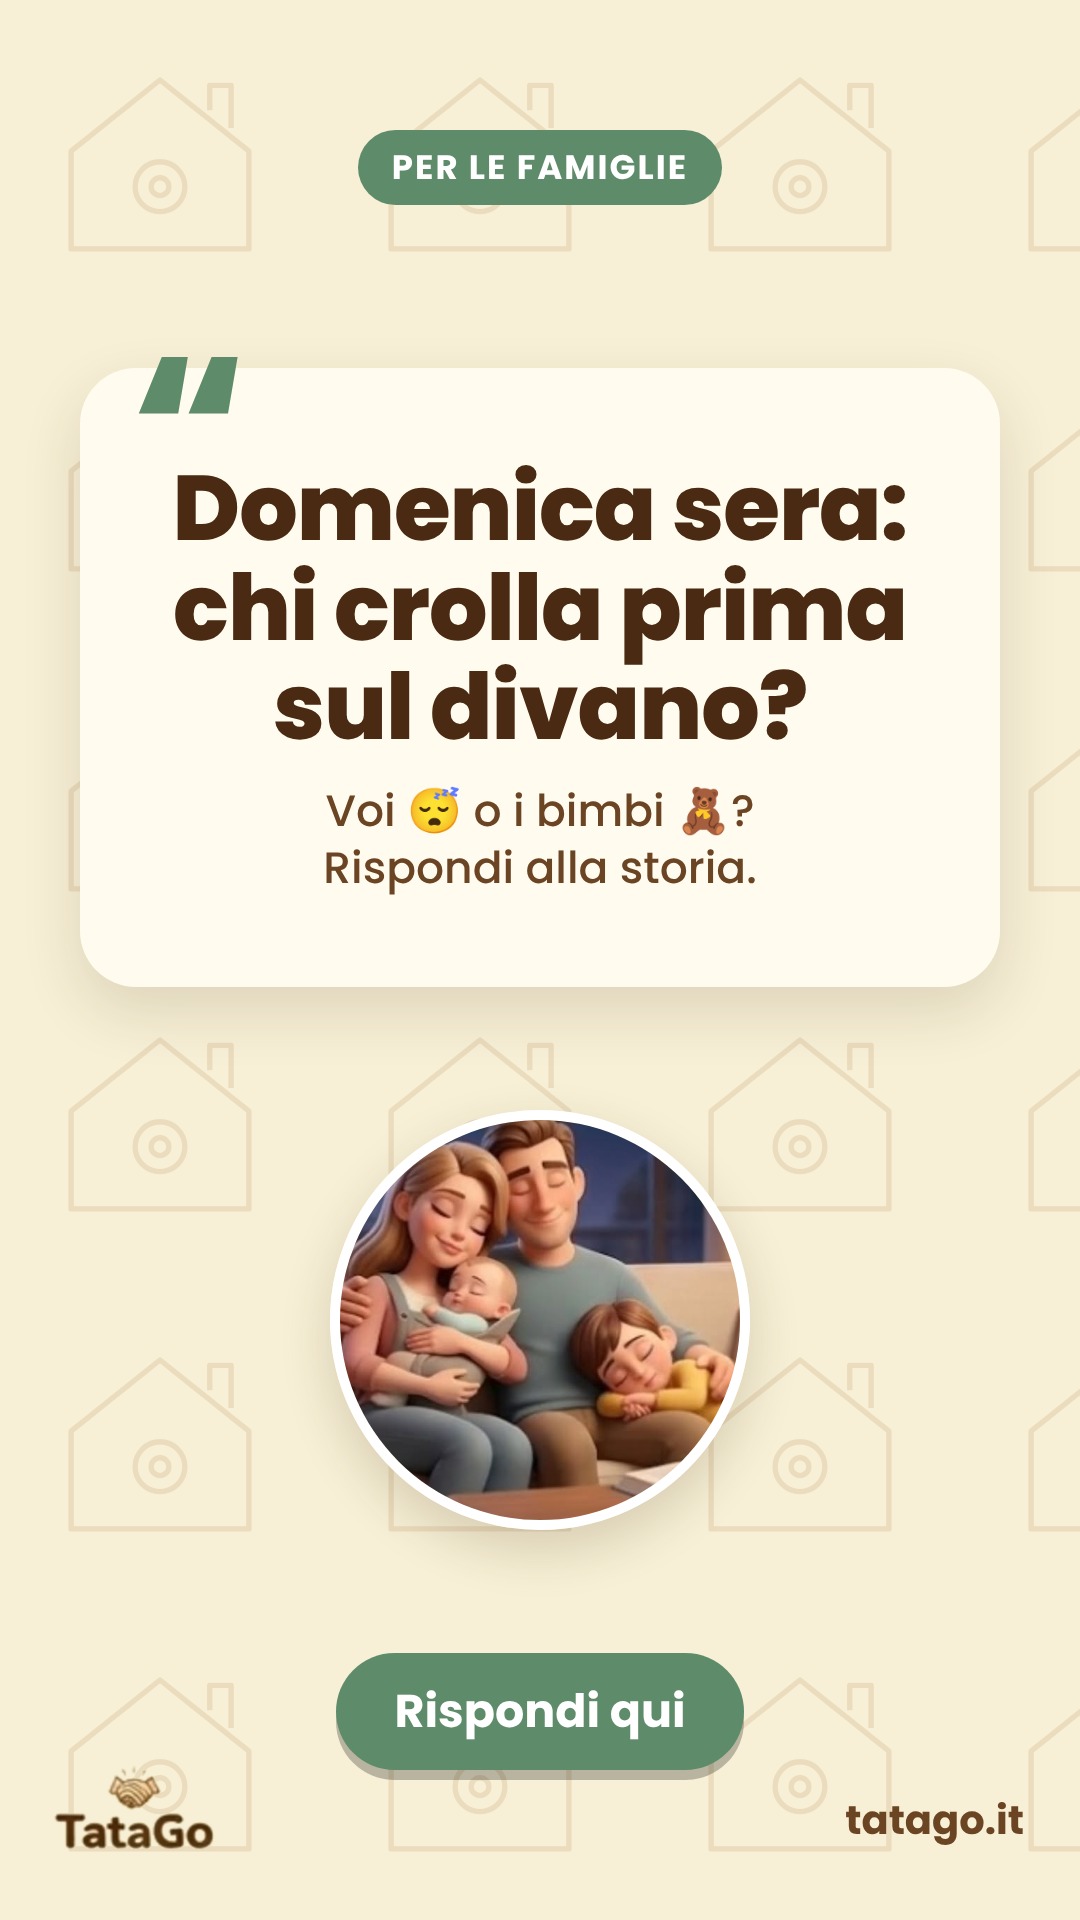 PER LE FAMIGLIE
“
Domenica sera:
chi crolla prima
sul divano?
Voi 😴 o i bimbi 🧸?
Rispondi alla storia.
Rispondi qui
TataGo
tatago.it